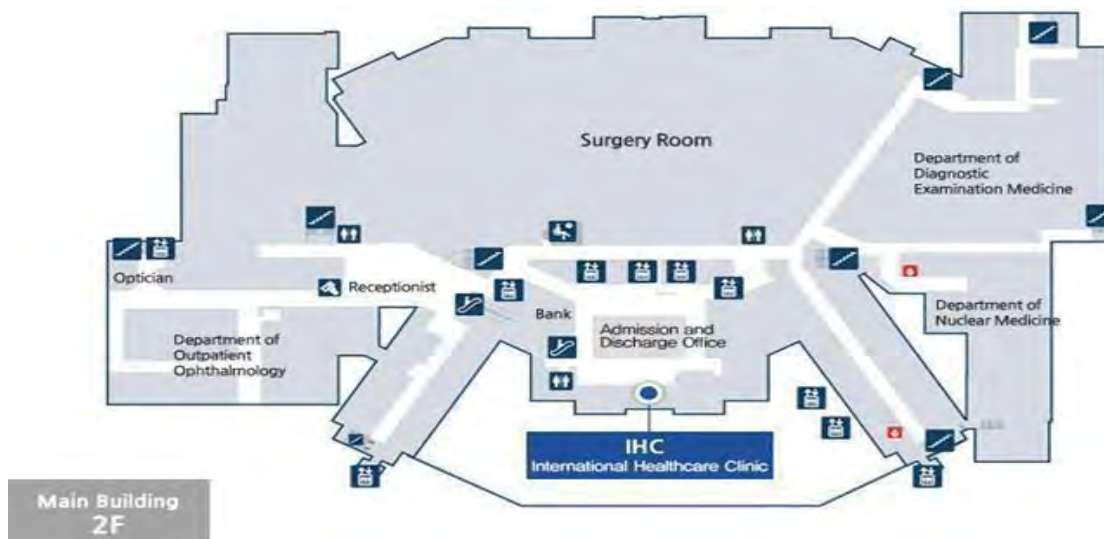 Surgery Room
Department of
Diagnostic
Examination Medicine
Optician
Receptionist
Bank
Department of
Outpatient
Ophthalmology
Admission and
Discharge Office
Department of
Nuclear Medicine
IHC
International Healthcare Clinic
Main Building
2F